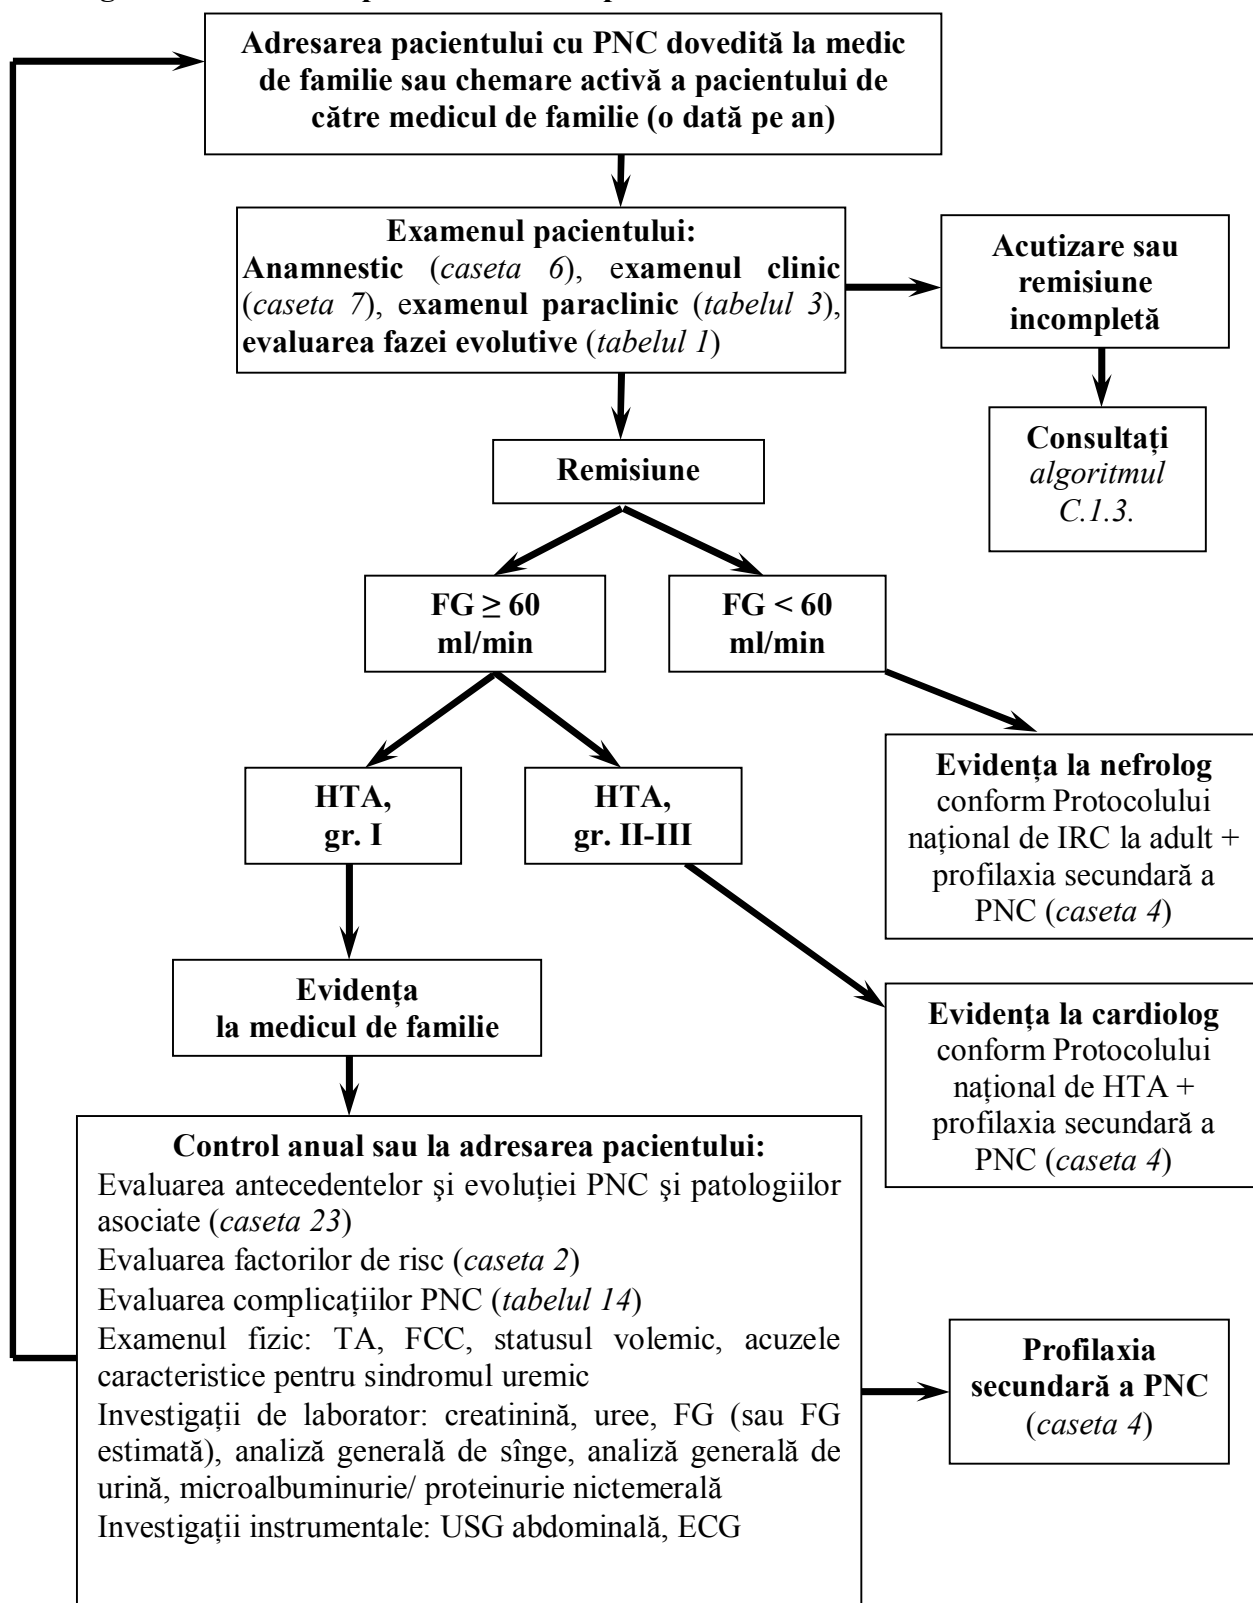 Adresarea pacientului cu PNC dovedită la medic
de familie sau chemare activă a pacientului de
către medicul de familie (o dată pe an)
Examenul pacientului:
Anamnestic (caseta 6), examenul clinic
(caseta 7), examenul paraclinic (tabelul 3),
evaluarea fazei evolutive (tabelul 1)
Acutizare sau
remisiune
incompletă
Consultați
algoritmul
C.1.3.
Remisiune
FG ≥ 60
ml/min
FG < 60
ml/min
HTA,
gr. I
HTA,
gr. II-III
Evidența la nefrolog
conform Protocolului
național de IRC la adult +
profilaxia secundară a
PNC (caseta 4)
Evidența
la medicul de familie
Evidența la cardiolog
conform Protocolului
național de HTA +
profilaxia secundară a
PNC (caseta 4)
Control anual sau la adresarea pacientului:
Evaluarea antecedentelor şi evoluției PNC şi patologiilor
asociate (caseta 23)
Evaluarea factorilor de risc (caseta 2)
Evaluarea complicațiilor PNC (tabelul 14)
Examenul fizic: TA, FCC, statusul volemic, acuzele
caracteristice pentru sindromul uremic
Investigații de laborator: creatinină, uree, FG (sau FG
estimată), analiză generală de sînge, analiză generală de
urină, microalbuminurie/ proteinurie nictemerală
Investigații instrumentale: USG abdominală, ECG
Profilaxia
secundară a PNC
(caseta 4)